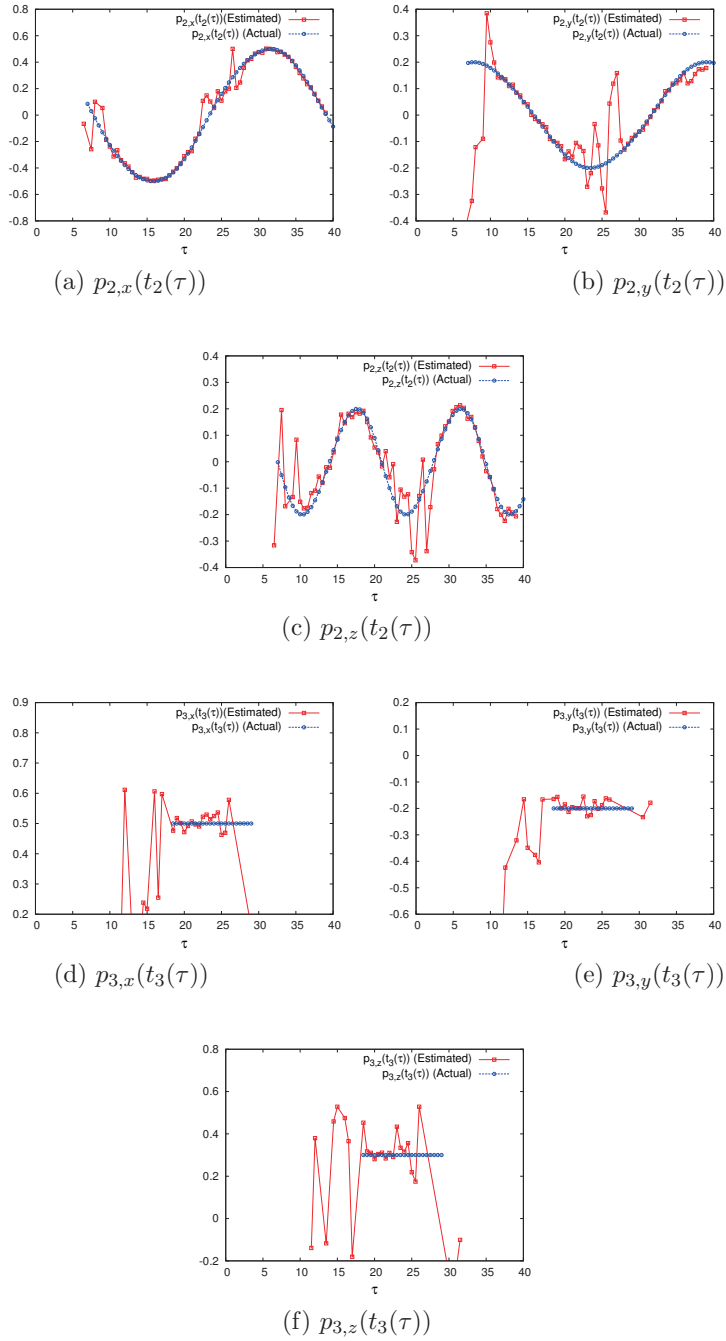 p2,x(t2(τ))(Estimated)
p2,x(t2(τ)) (Actual)
0.8
0.6
0.4
0.2
0
-0.2
-0.4
-0.6
-0.8
0 5 10 15 20 25 30 35 40
τ
(a) p2,x(t2(τ))
p2,y(t2(τ)) (Estimated)
p2,y(t2(τ)) (Actual)
0.4
0.3
0.2
0.1
0
-0.1
-0.2
-0.3
-0.4
0 5 10 15 20 25 30 35 40
τ
(b) p2,y(t2(τ))
p2,z(t2(τ)) (Estimated)
p2,z(t2(τ)) (Actual)
0.4
0.3
0.2
0.1
0
-0.1
-0.2
-0.3
-0.4
0 5 10 15 20 25 30 35 40
τ
(c) p2,z(t2(τ))
p3,x(t3(τ))(Estimated)
p3,x(t3(τ)) (Actual)
0.9
0.8
0.7
0.6
0.5
0.4
0.3
0.2
0 5 10 15 20 25 30 35 40
τ
(d) p3,x(t3(τ))
p3,y(t3(τ)) (Estimated)
p3,y(t3(τ)) (Actual)
0.2
0.1
0
-0.1
-0.2
-0.2
-0.3
-0.4
-0.5
-0.6
0 5 10 15 20 25 30 35 40
τ
(e) p3,y(t3(τ))
p3,z(t3(τ)) (Estimated)
p3,z(t3(τ)) (Actual)
0.8
0.6
0.4
0.2
0
-0.2
0 5 10 15 20 25 30 35 40
τ
(f) p3,z(t3(τ))